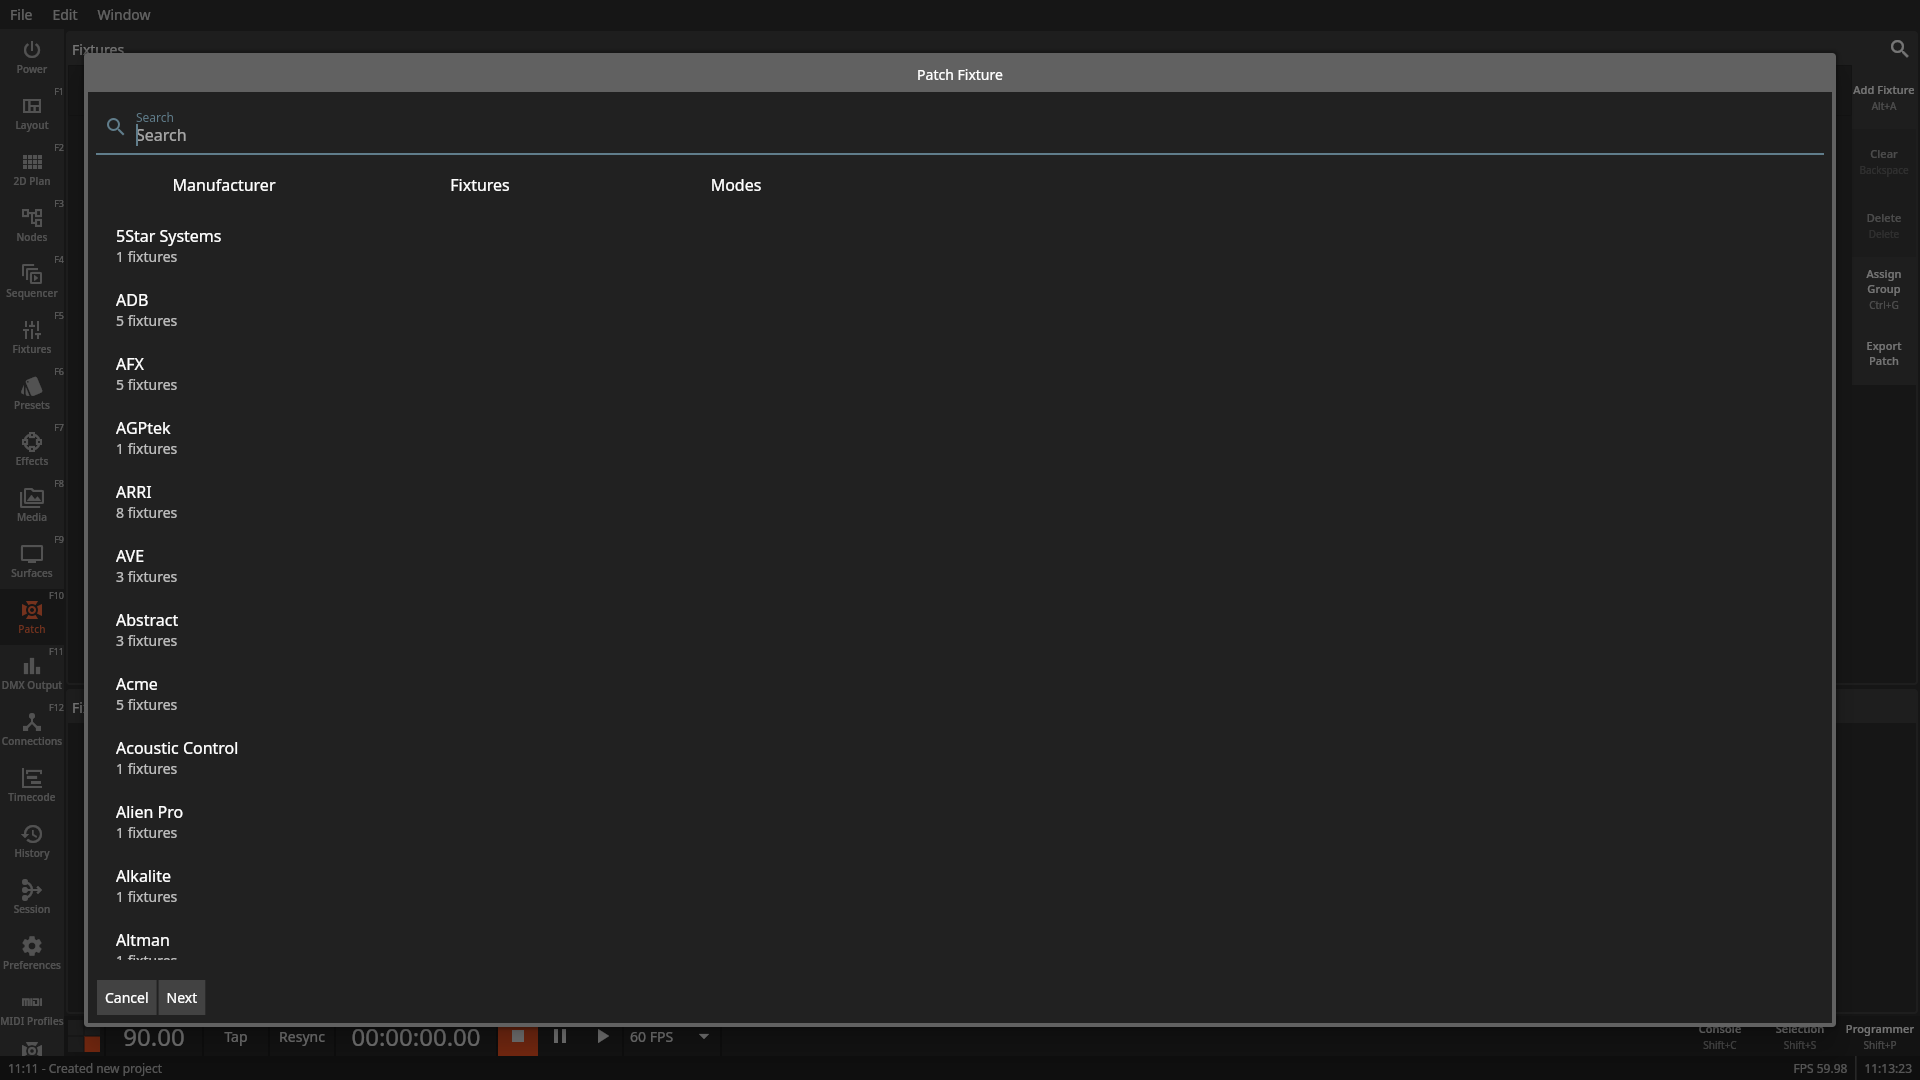 File Edit Window
Fixtures
Patch Fixture
Search
Search
Manufacturer Fixtures Modes
5Star Systems
1 fixtures
ADB
5 fixtures
AFX
5 fixtures
AGPtek
1 fixtures
ARRI
8 fixtures
AVE
3 fixtures
Abstract
3 fixtures
Acme
5 fixtures
Acoustic Control
1 fixtures
Alien Pro
1 fixtures
Alkalite
1 fixtures
Altman
1 fixtures
Cancel Next
Power
F1
Layout
F2
2D Plan
F3
Nodes
F4
Sequencer
F5
Fixtures
F6
Presets
F7
Effects
F8
Media
F9
Surfaces
F10
Patch
F11
DMX Output
F12
Connections
Timecode
History
Session
Preferences
MIDI
MIDI Profiles
Add Fixture
Alt+A
Clear
Backspace
Delete
Delete
Assign
Group
Ctrl+G
Export
Patch
90.00 Tap Resync 00:00:00.00 60 FPS
Console
Shift+C
Selection
Shift+S
Programmer
Shift+P
11:11 - Created new project
FPS 59.98 11:13:23